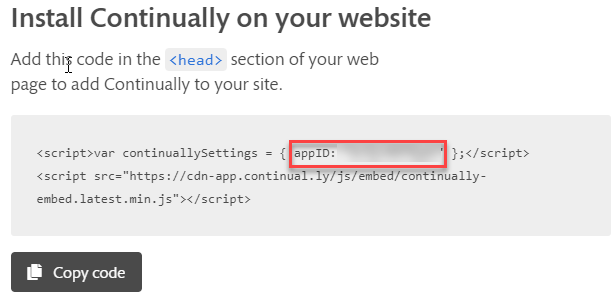 Install Continually on your website
Add this code in the <head> section of your web
page to add Continually to your site.
<script>var continuallySettings = { appID: ' };</script>
<script src="https://cdn-app.continual.ly/js/embed/continually-
embed.latest.min.js"></script>
Copy code